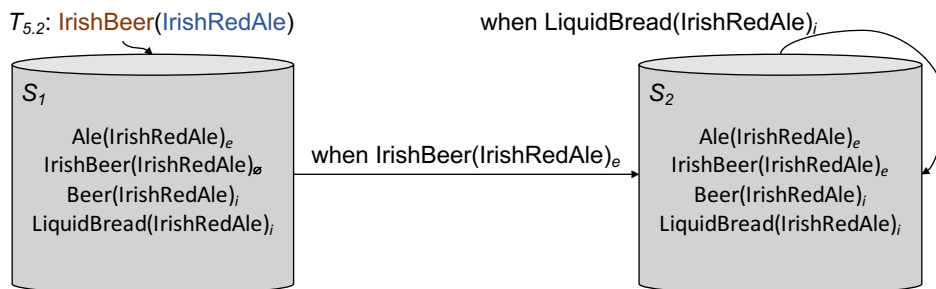 T5.2: IrishBeer(IrishRedAle)
when LiquidBread(IrishRedAle)i
S1
Ale(IrishRedAle)e
IrishBeer(IrishRedAle)ø
Beer(IrishRedAle)i
LiquidBread(IrishRedAle)i
when IrishBeer(IrishRedAle)e
S2
Ale(IrishRedAle)e
IrishBeer(IrishRedAle)e
Beer(IrishRedAle)i
LiquidBread(IrishRedAle)i